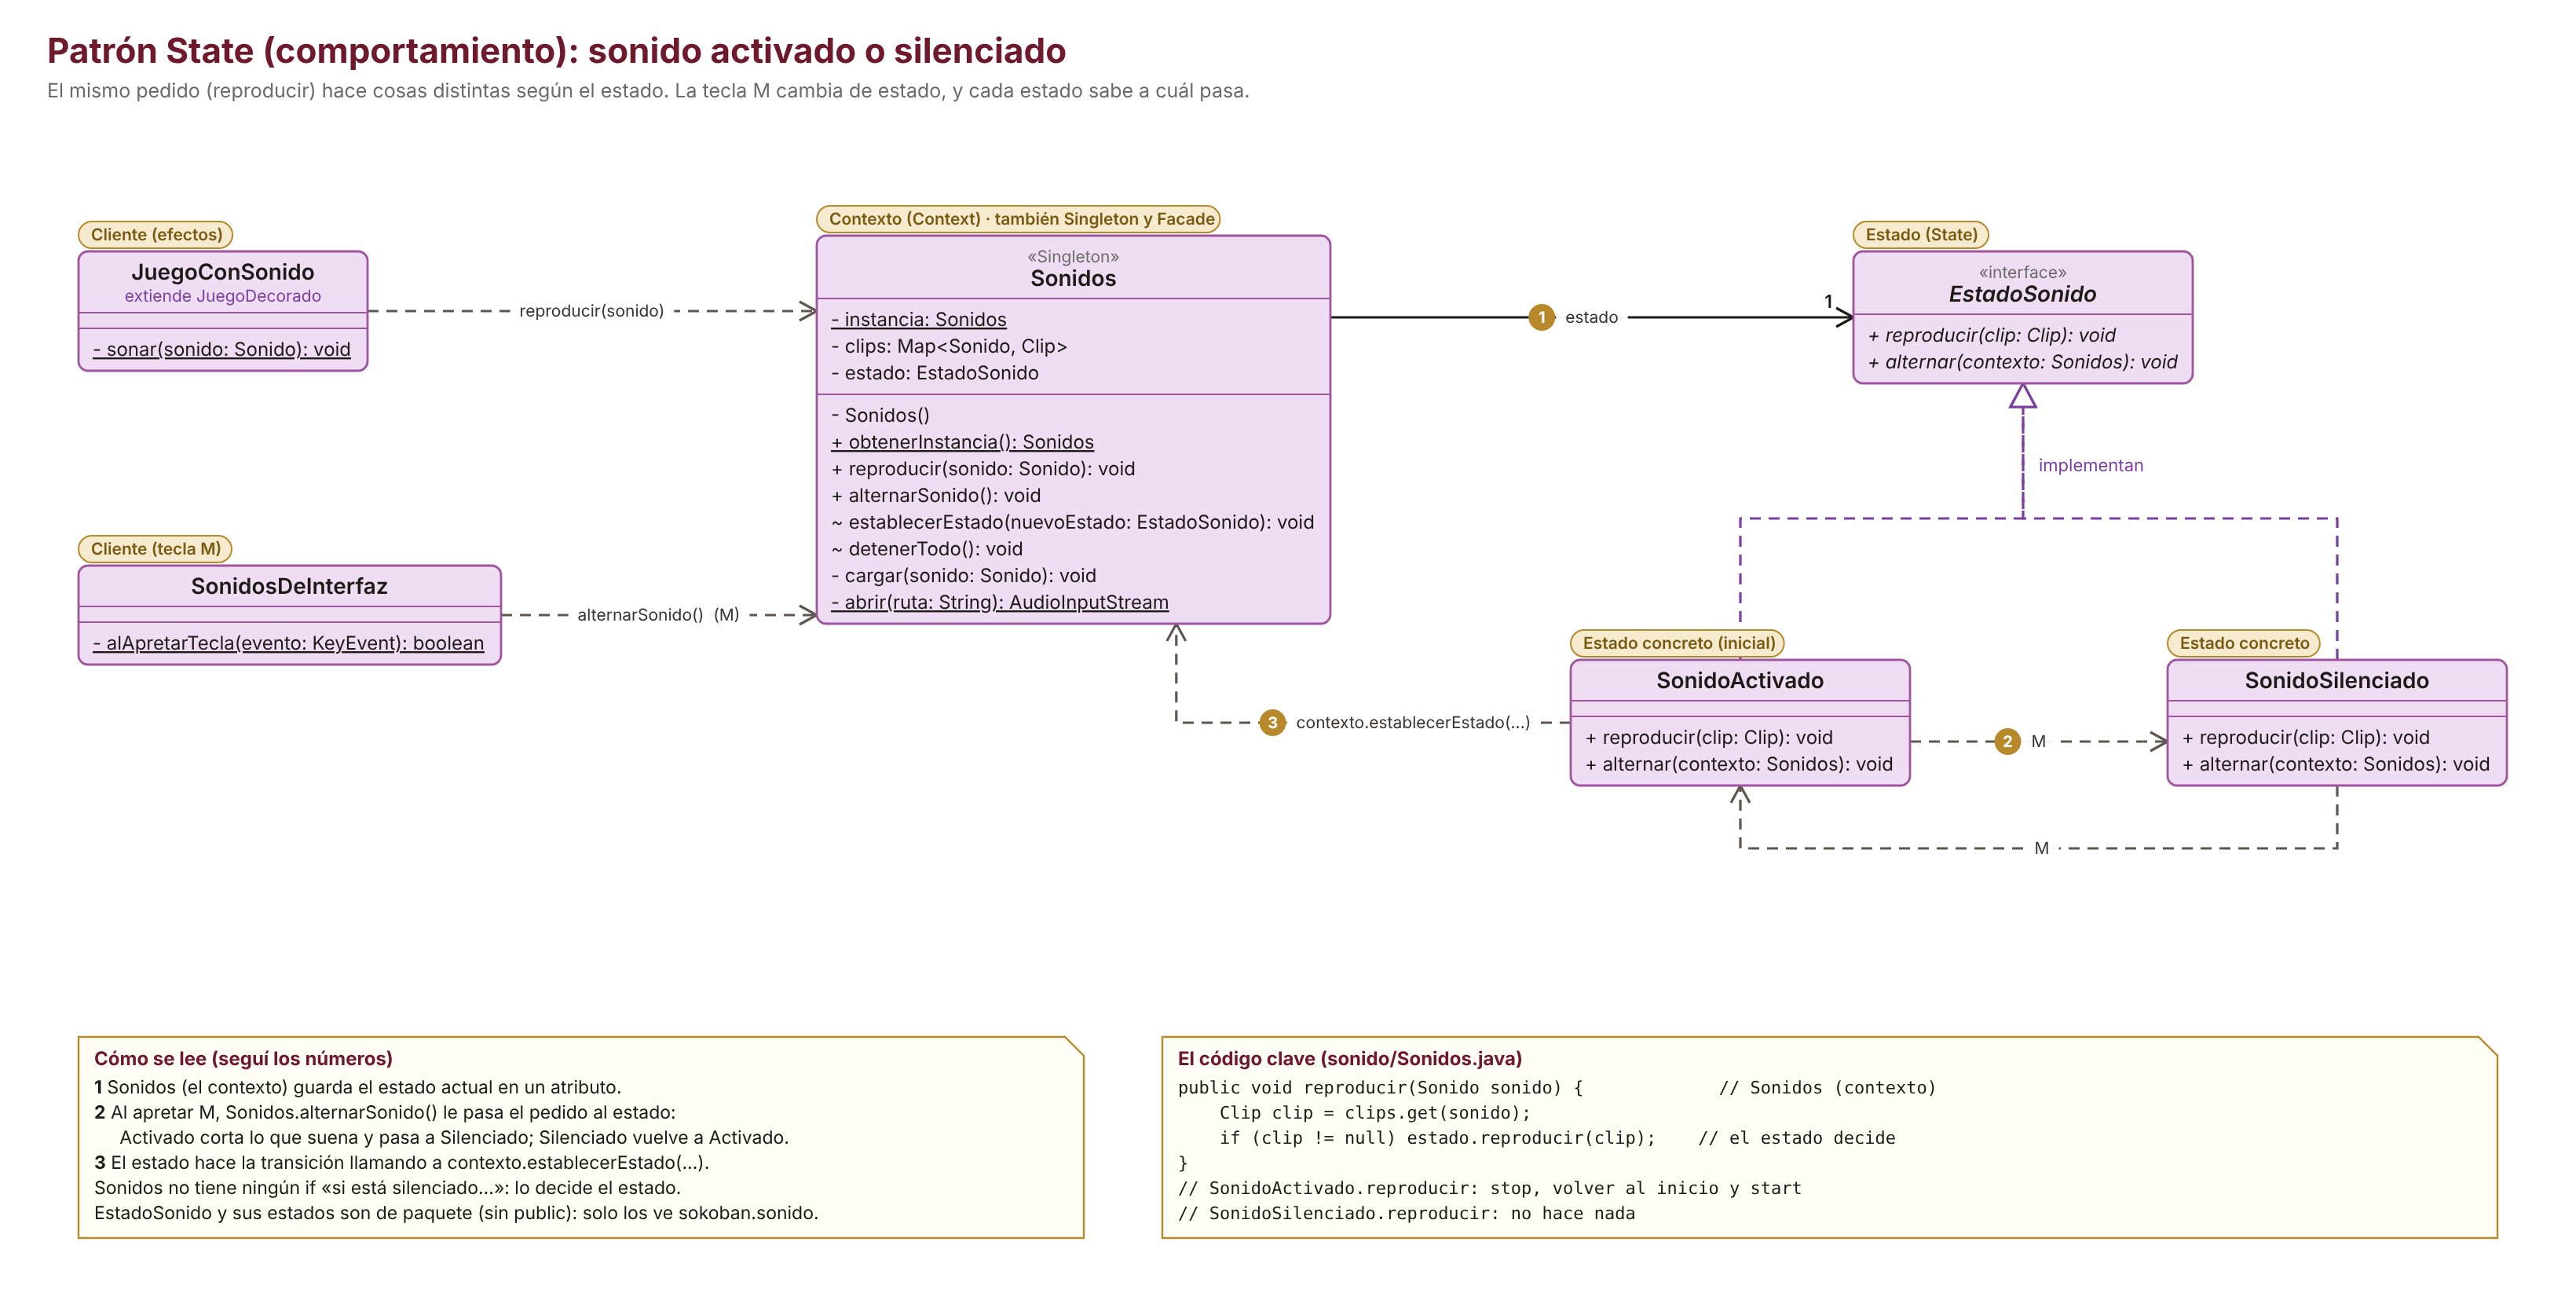 Patrón State (comportamiento): sonido activado o silenciado
El mismo pedido (reproducir) hace cosas distintas según el estado. La tecla M cambia de estado, y cada estado sabe a cuál pasa.
Cliente (efectos)
JuegoConSonido
extiende JuegoDecorado
- sonar(sonido: Sonido): void
reproducir(sonido)
Contexto (Context) · también Singleton y Facade
«Singleton»
Sonidos
- instancia: Sonidos
- clips: Map<Sonido, Clip>
- estado: EstadoSonido
- Sonidos()
+ obtenerInstancia(): Sonidos
+ reproducir(sonido: Sonido): void
+ alternarSonido(): void
~ establecerEstado(nuevoEstado: EstadoSonido): void
~ detenerTodo(): void
- cargar(sonido: Sonido): void
- abrir(ruta: String): AudioInputStream
1 estado
1
Estado (State)
«interface»
EstadoSonido
+ reproducir(clip: Clip): void
+ alternar(contexto: Sonidos): void
implementan
Cliente (tecla M)
SonidosDeInterfaz
- alApretarTecla(evento: KeyEvent): boolean
alternarSonido() (M)
3 contexto.establecerEstado(...)
Estado concreto (inicial)
SonidoActivado
+ reproducir(clip: Clip): void
+ alternar(contexto: Sonidos): void
2 M
Estado concreto
SonidoSilenciado
+ reproducir(clip: Clip): void
+ alternar(contexto: Sonidos): void
M
Cómo se lee (seguí los números)
1 Sonidos (el contexto) guarda el estado actual en un atributo.
2 Al apretar M, Sonidos.alternarSonido() le pasa el pedido al estado:
Activado corta lo que suena y pasa a Silenciado; Silenciado vuelve a Activado.
3 El estado hace la transición llamando a contexto.establecerEstado(...).
Sonidos no tiene ningún if «si está silenciado...»: lo decide el estado.
EstadoSonido y sus estados son de paquete (sin public): solo los ve sokoban.sonido.
El código clave (sonido/Sonidos.java)
public void reproducir(Sonido sonido) { // Sonidos (contexto)
Clip clip = clips.get(sonido);
if (clip != null) estado.reproducir(clip); // el estado decide
}
// SonidoActivado.reproducir: stop, volver al inicio y start
// SonidoSilenciado.reproducir: no hace nada